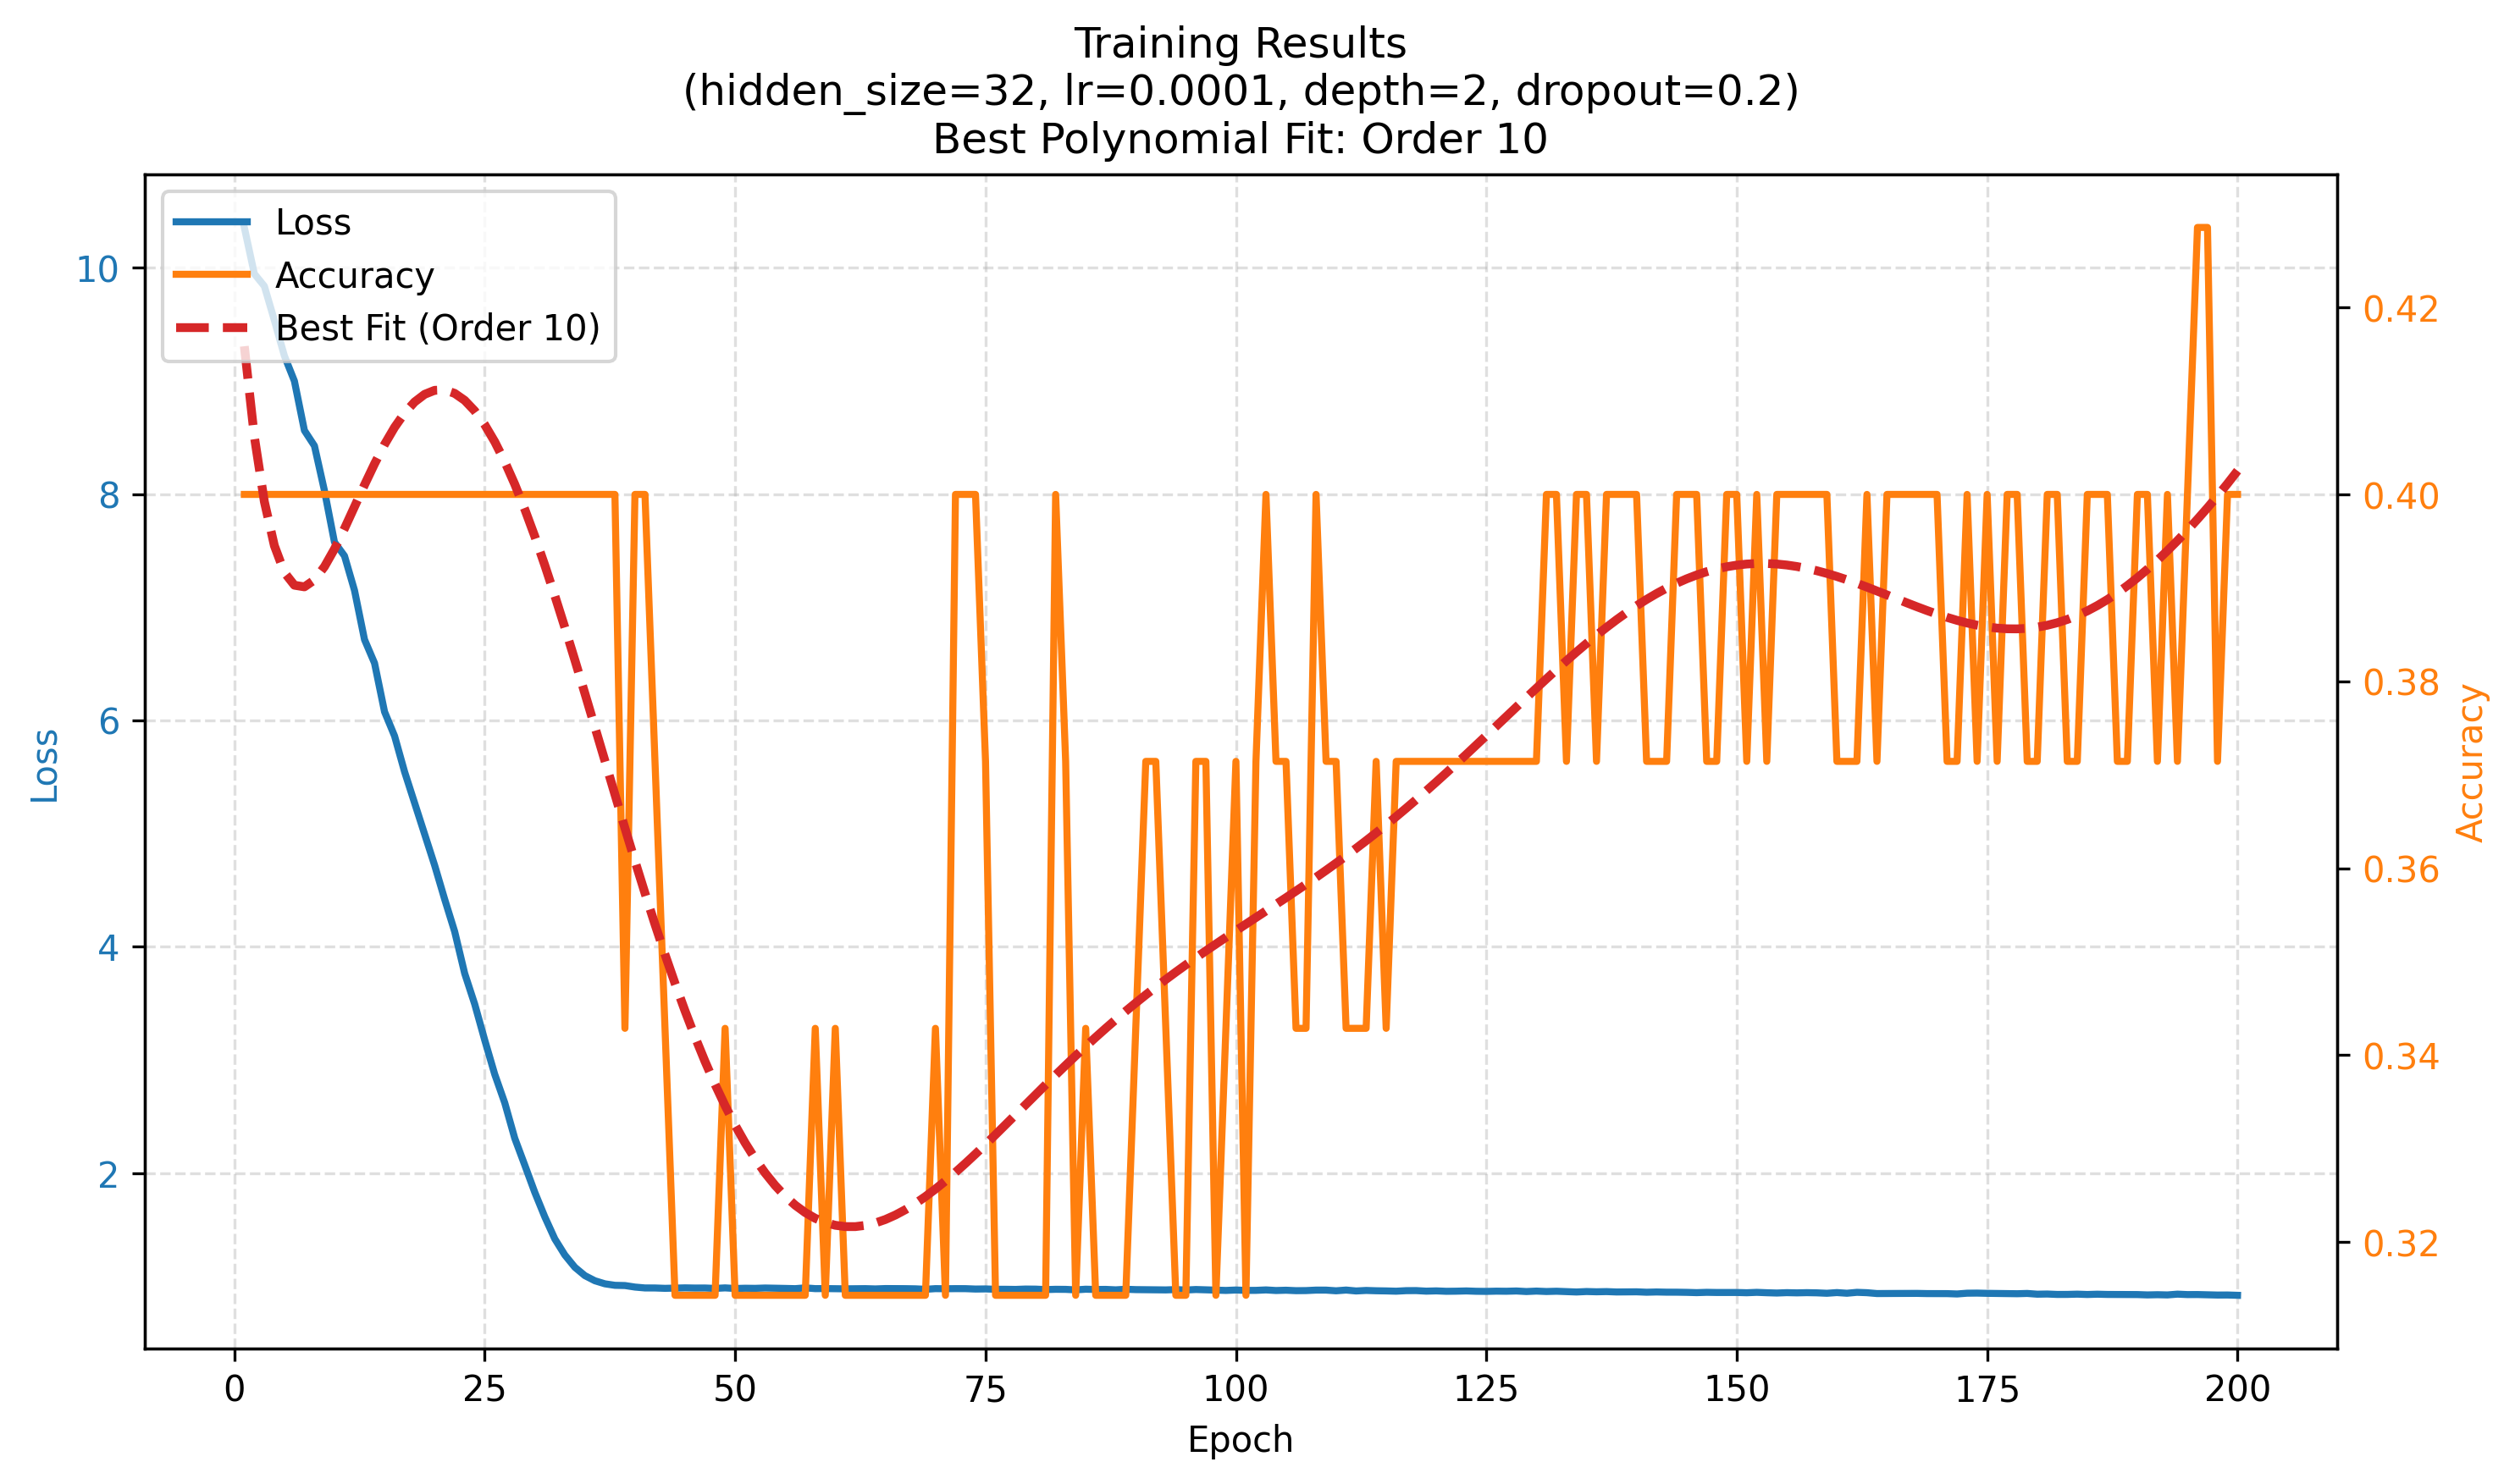 Training Results
(hidden_size=32, lr=0.0001, depth=2, dropout=0.2)
Best Polynomial Fit: Order 10
Loss
Accuracy
Best Fit (Order 10)
10
8
6
4
2
Loss
0.42
0.40
0.38
0.36
0.34
0.32
Accuracy
0 25 50 75 100 125 150 175 200
Epoch